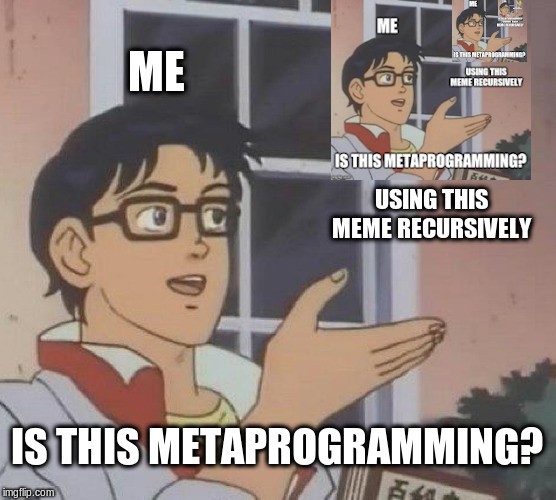 ME
ME
ME
IS THIS METAPROGRAMMING?
USING THIS
MEME RECURSIVELY
IS THIS METAPROGRAMMING?
USING THIS
MEME RECURSIVELY
IS THIS METAPROGRAMMING?
imgflip.com